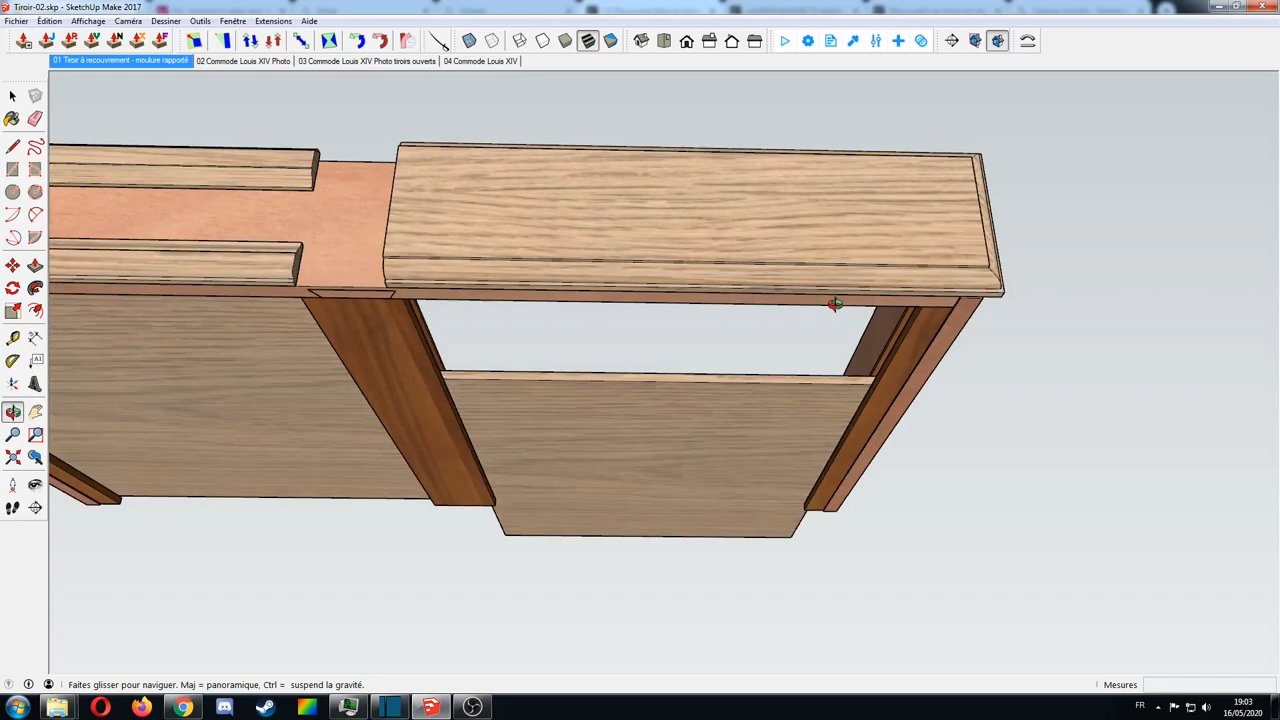 Tiroir-02.skp - SketchUp Make 2017
Fichier Édition Affichage Caméra Dessiner Outils Fenêtre Extensions Aide
J R V N X F
01 Tiroir à recouvrement - moulure rapporté 02 Commode Louis XIV Photo 03 Commode Louis XIV Photo tiroirs ouverts 04 Commode Louis XIV
A1
Faites glisser pour naviguer. Maj = panoramique, Ctrl = suspend la gravité.
Mesures
FR
19:03
16/05/2020